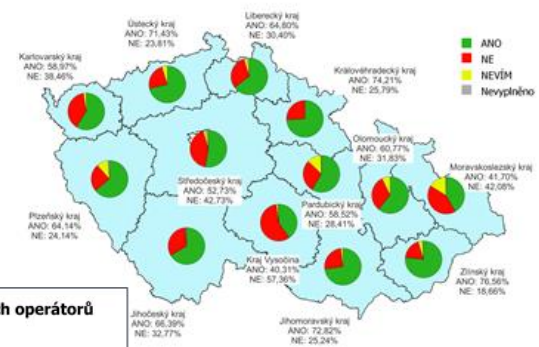 Ústecký kraj
ANO: 71,43%
NE: 23,81%
Liberecký kraj
ANO: 64,80%
NE: 30,40%
Karlovarský kraj
ANO: 58,97%
NE: 38,46%
Královéhradecký kraj
ANO: 74,21%
NE: 25,79%
ANO
NE
NEVÍM
Nevyplněno
Olomoucký kraj
ANO: 60,77%
NE: 31,83%
Moravskoslezský kraj
ANO: 41,70%
NE: 42,08%
Středočeský kraj
ANO: 52,73%
NE: 42,73%
Pardubický kraj
ANO: 58,52%
NE: 28,41%
Plzeňský kraj
ANO: 64,14%
NE: 24,14%
Kraj Vysočina
ANO: 40,31%
NE: 57,36%
Zlínský kraj
ANO: 76,56%
NE: 18,66%
h operátorů
Jihočeský kraj
ANO: 66,39%
NE: 32,77%
Jihomoravský kraj
ANO: 72,82%
NE: 25,24%